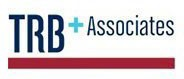 TRB + Associates